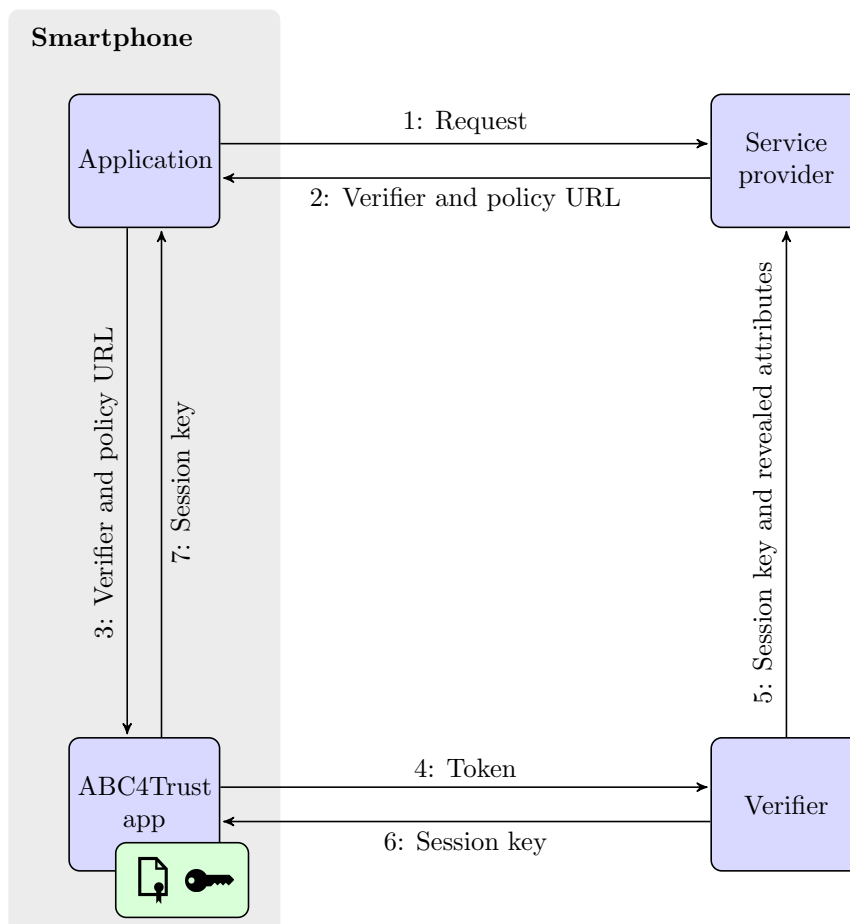 Smartphone
1: Request
Application
Service
provider
2: Verifier and policy URL
3: Verifier and policy URL
7: Session key
5: Session key and revealed attributes
4: Token
ABC4Trust
app
Verifier
6: Session key